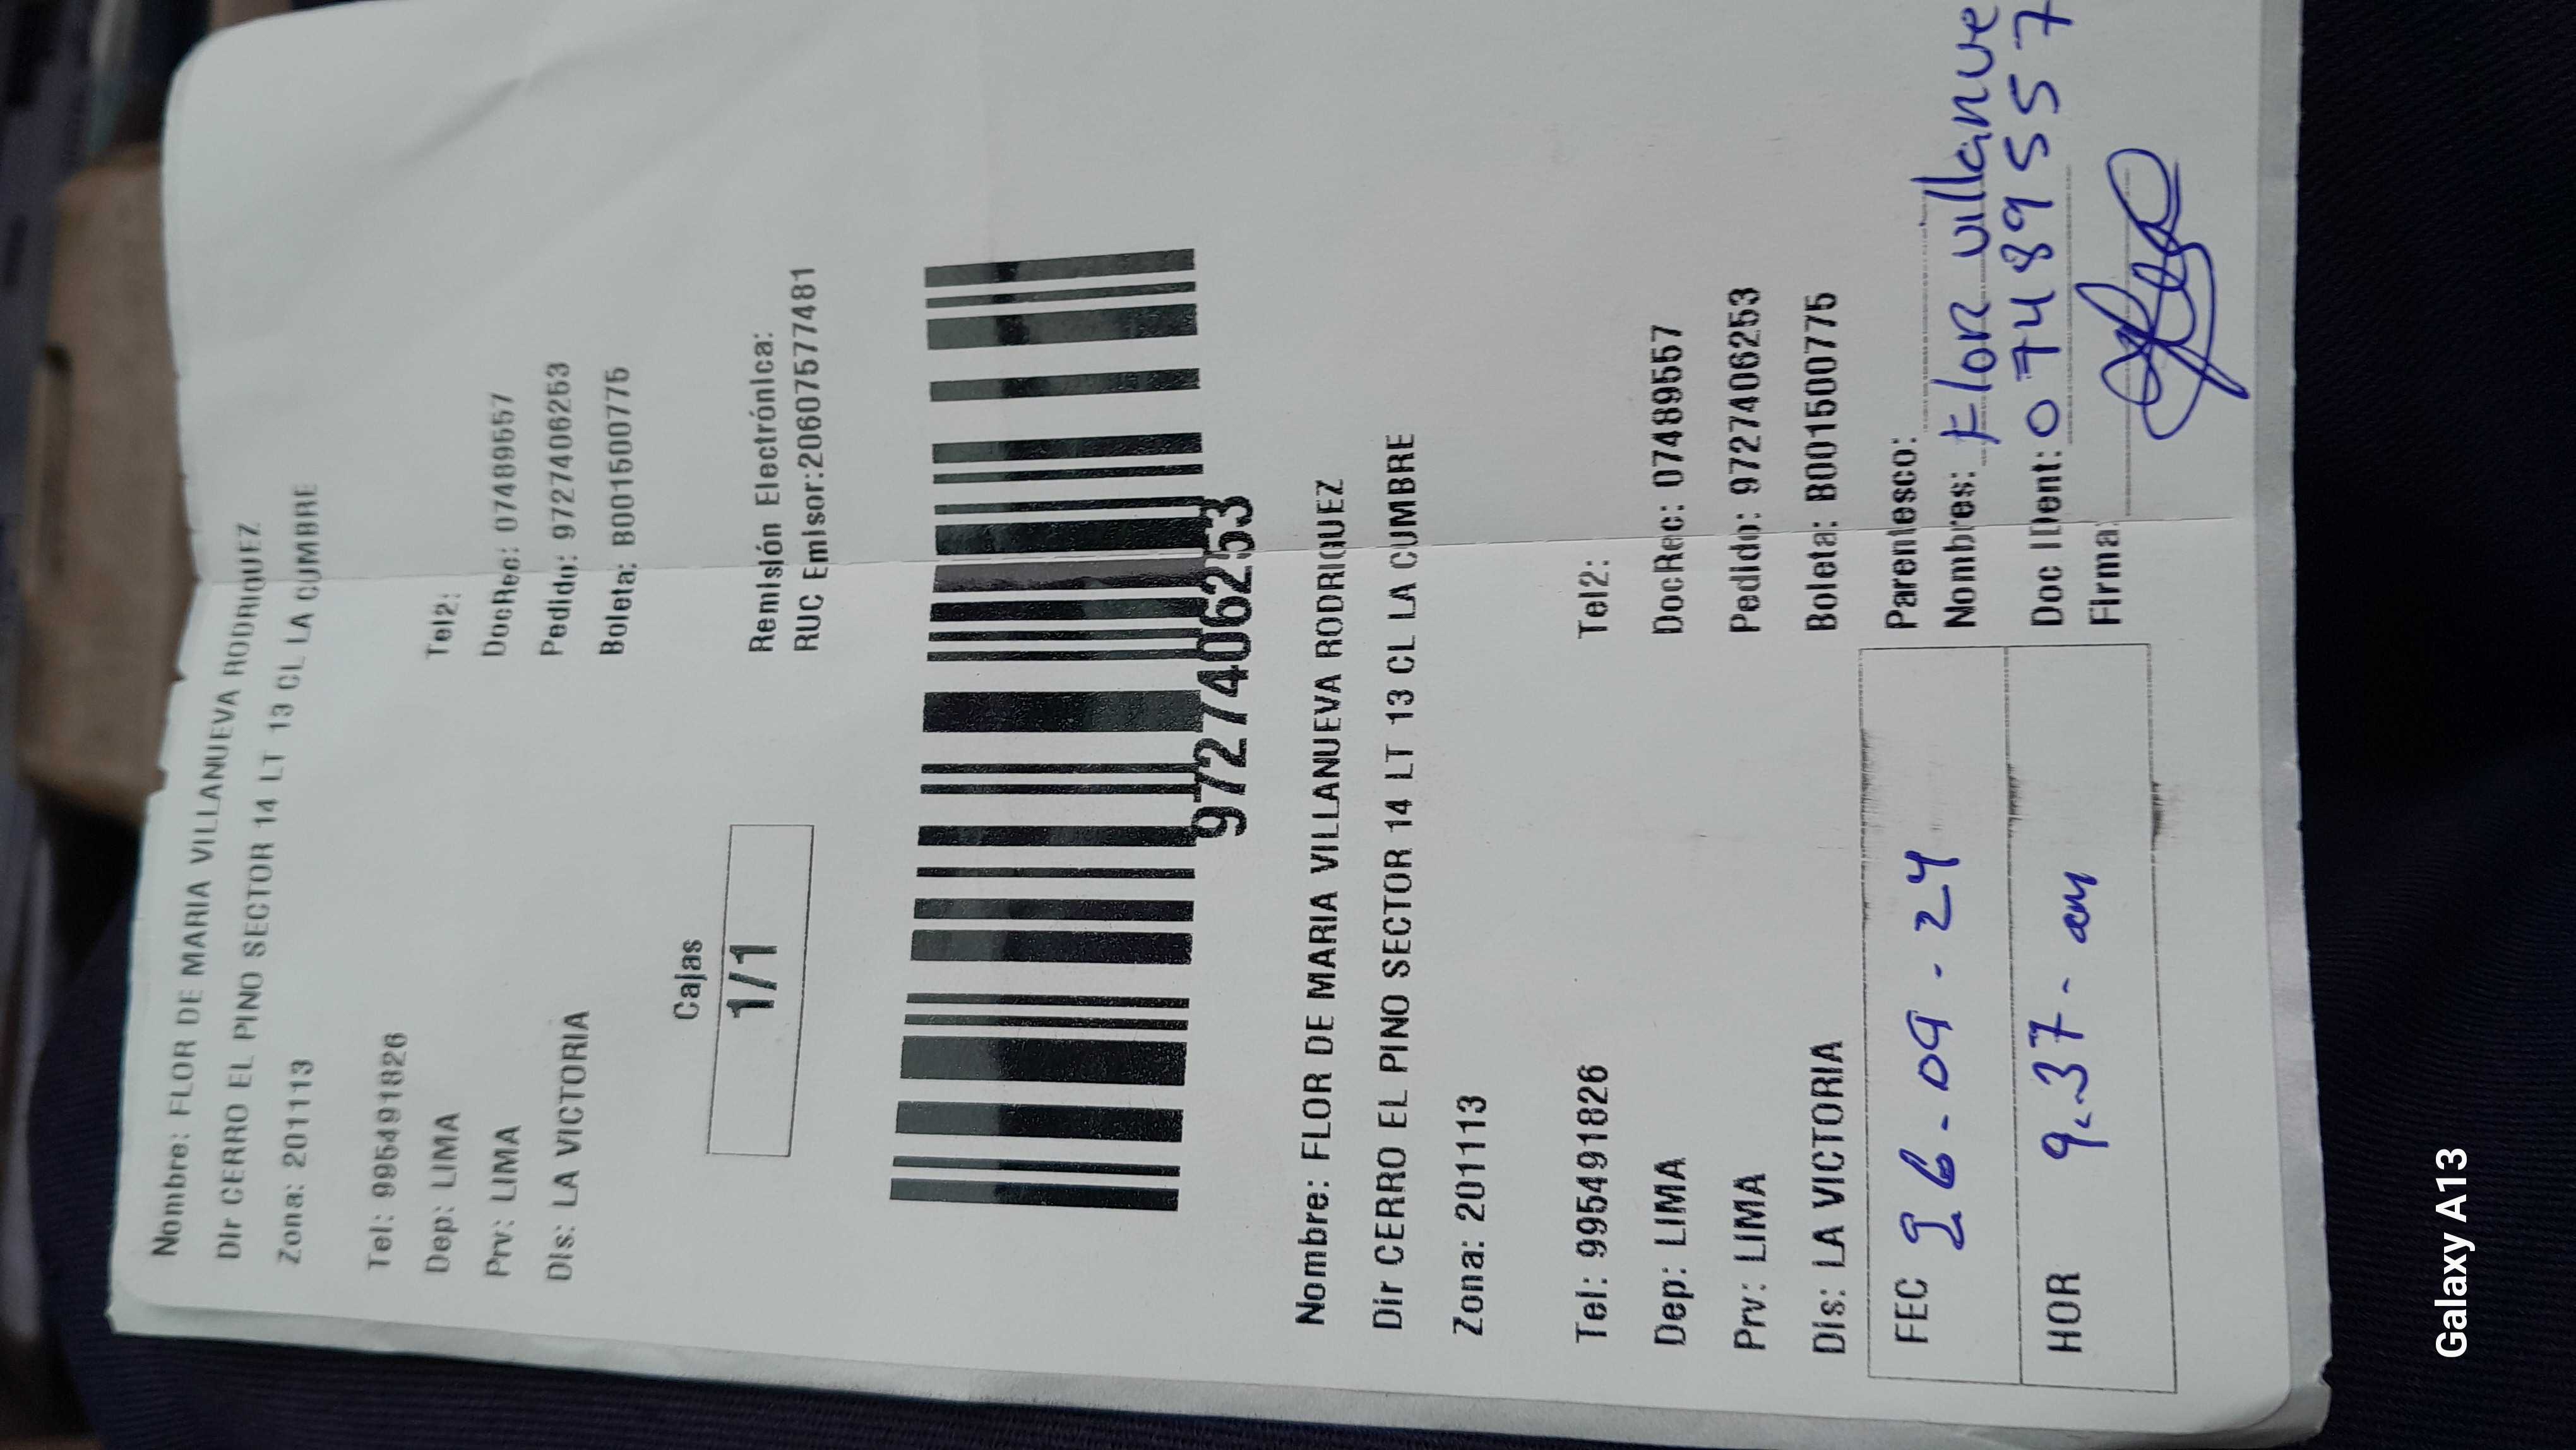 Nombre: FLOR DE MARIA VILLANUEVA RODRIQUEZ
Dir CERRO EL PINO SECTOR 14 LT 13 CL LA CUMBRE
Zona: 201113
Tel: 995491826
Tel2:
Dep: LIMA
DocRec: 07489557
Prv: LIMA
Pedido: 9727406253
Dis: LA VICTORIA
Boleta: B001500775
Cajas
1/1
Remisión Electrónica:
RUC Emisor:20607577481
9727406253
Nombre: FLOR DE MARIA VILLANUEVA RODRIQUEZ
Dir CERRO EL PINO SECTOR 14 LT 13 CL LA CUMBRE
Zona: 201113
Tel: 995491826
Tel2:
Dep: LIMA
DocRec: 07489557
Prv: LIMA
Pedido: 9727406253
Dis: LA VICTORIA
Boleta: B001500775
FEC 26-09-24
Parentesco:
Nombres: Flor villanue
HOR 9:37- am
Doc IDent: 07489557
Firma:
Galaxy A13